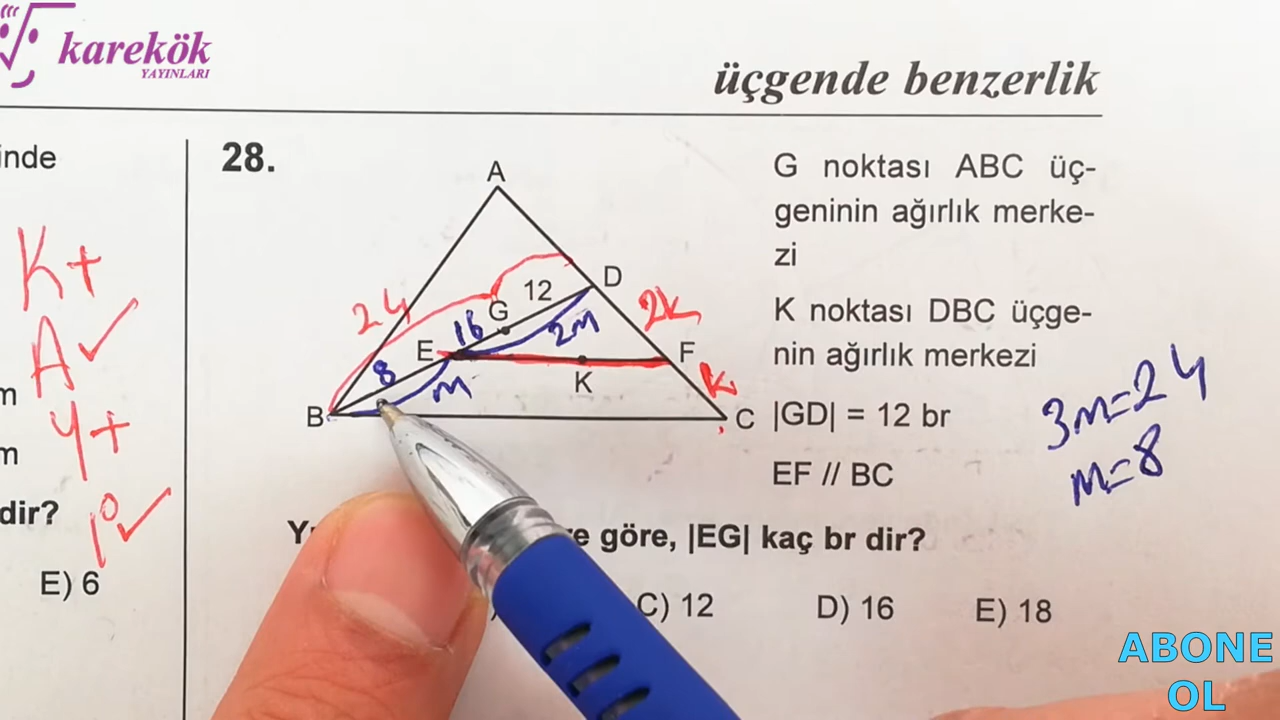 karekök
YAYINLARI
üçgende benzerlik
inde
K+
A✓
m
Y+
m
dir?
10✓
E) 6
28.
A
24
12
D
G
16
2M
2K
E
F
8
M
K
K
B
C
G noktası ABC üç-
geninin ağırlık merke-
zi
K noktası DBC üçge-
nin ağırlık merkezi
|GD| = 12 br
EF // BC
3M=24
M=8
göre, |EG| kaç br dir?
C) 12
D) 16
E) 18
ABONE
OL